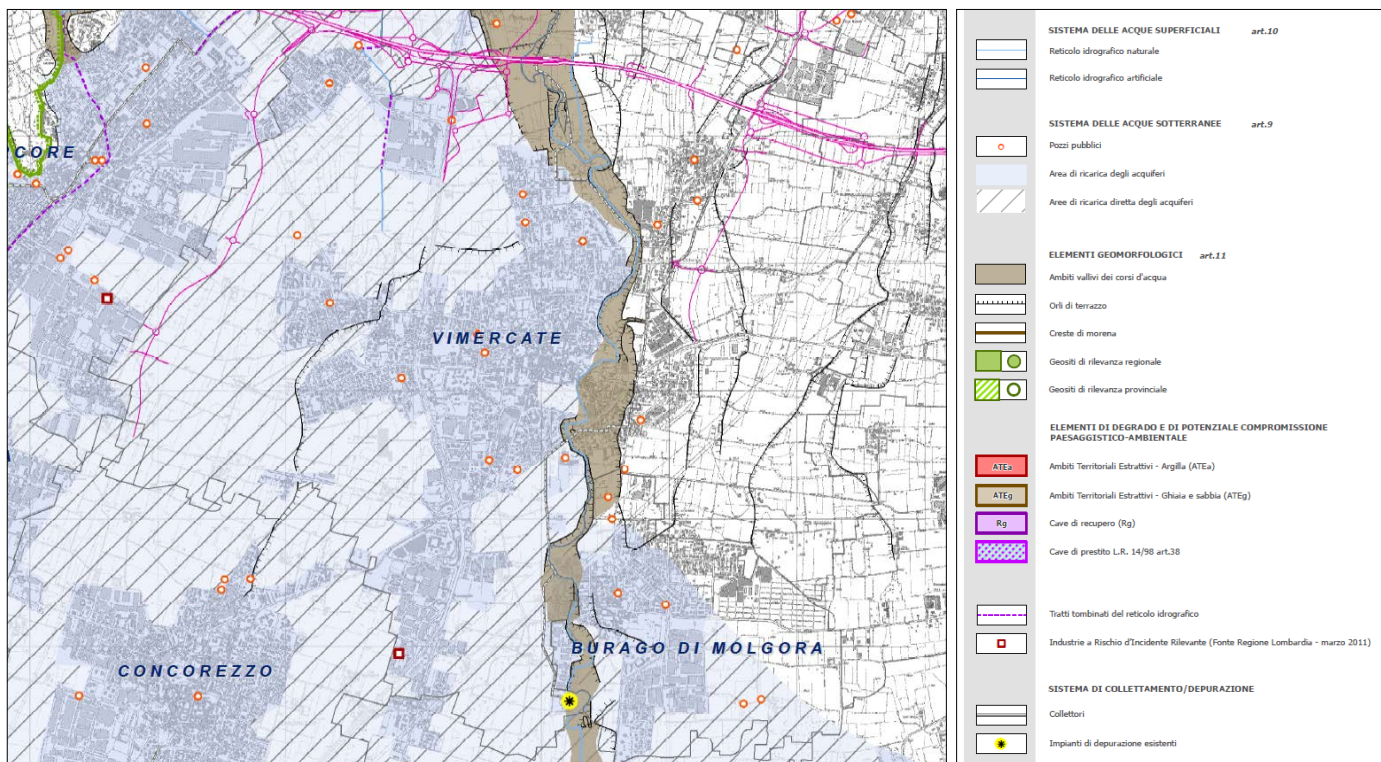 CORE
VIMERCATE
CONCOREZZO
BURAGO DI MOLGORA
SISTEMA DELLE ACQUE SUPERFICIALI art.10
Reticolo idrografico naturale
Reticolo idrografico artificiale
SISTEMA DELLE ACQUE SOTTERRANEE art.9
Pozzi pubblici
Area di ricarica degli acquiferi
Aree di ricarica diretta degli acquiferi
ELEMENTI GEOMORFOLOGICI art.11
Ambiti vallivi dei corsi d'acqua
Orli di terrazzo
Creste di morena
Geositi di rilevanza regionale
Geositi di rilevanza provinciale
ELEMENTI DI DEGRADO E DI POTENZIALE COMPROMISSIONE
PAESAGGISTICO-AMBIENTALE
ATEa Ambiti Territoriali Estrattivi - Argilla (ATEa)
ATEg Ambiti Territoriali Estrattivi - Ghiaia e sabbia (ATEg)
Rg Cave di recupero (Rg)
Cave di prestito L.R. 14/98 art.38
Tratti tombinati del reticolo idrografico
Industrie a Rischio d'Incidente Rilevante (Fonte Regione Lombardia - marzo 2011)
SISTEMA DI COLLETTAMENTO/DEPURAZIONE
Collettori
Impianti di depurazione esistenti